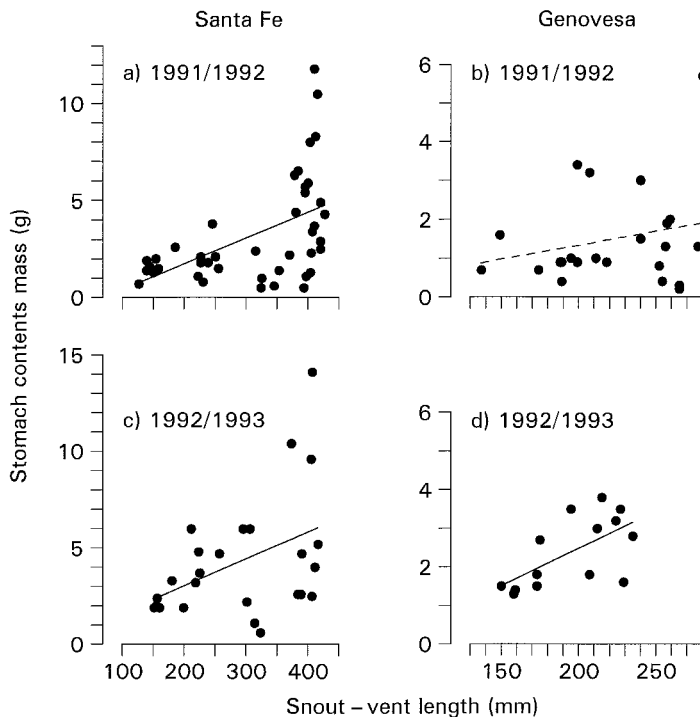 Santa Fe Genovesa
a) 1991/1992 b) 1991/1992
10 5 0
6 4 2 0
c) 1992/1993 d) 1992/1993
15 10 5 0
6 4 2 0
100 200 300 400
150 200 250
Stomach contents mass (g)
Snout – vent length (mm)